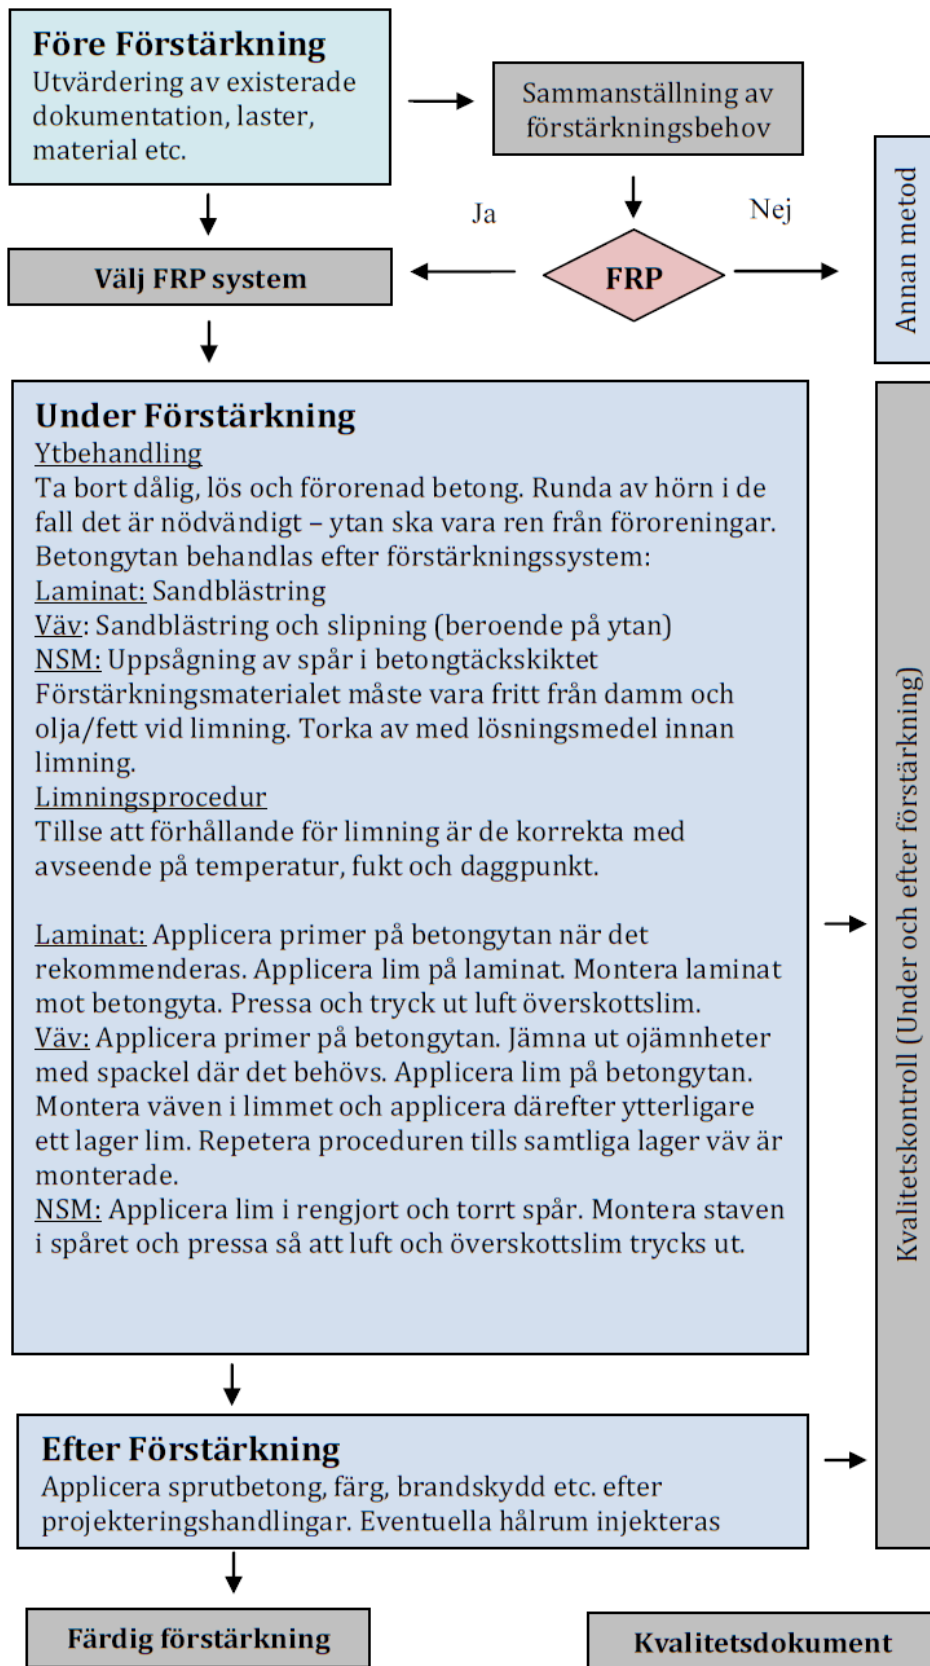 Före Förstärkning
Utvärdering av existerade
dokumentation, laster,
material etc.
Sammanställning av
förstärkningsbehov
Annan metod
Ja
Nej
Välj FRP system
FRP
Under Förstärkning
Ytbehandling
Ta bort dålig, lös och förorenad betong. Runda av hörn i de
fall det är nödvändigt – ytan ska vara ren från föroreningar.
Betongytan behandlas efter förstärkningssystem:
Laminat: Sandblästring
Väv: Sandblästring och slipning (beroende på ytan)
NSM: Uppsågning av spår i betongtäckskiktet
Förstärkningsmaterialet måste vara fritt från damm och
olja/fett vid limning. Torka av med lösningsmedel innan
limning.
Limningsprocedur
Tillse att förhållande för limning är de korrekta med
avseende på temperatur, fukt och daggpunkt.
Laminat: Applicera primer på betongytan när det
rekommenderas. Applicera lim på laminat. Montera laminat
mot betongyta. Pressa och tryck ut luft överskottslim.
Väv: Applicera primer på betongytan. Jämna ut ojämnheter
med spackel där det behövs. Applicera lim på betongytan.
Montera väven i limmet och applicera därefter ytterligare
ett lager lim. Repetera proceduren tills samtliga lager väv är
monterade.
NSM: Applicera lim i rengjort och torrt spår. Montera staven
i spåret och pressa så att luft och överskottslim trycks ut.
Kvalitetskontroll (Under och efter förstärkning)
Efter Förstärkning
Applicera sprutbetong, färg, brandskydd etc. efter
projekteringshandlingar. Eventuella hålrum injekteras
Färdig förstärkning
Kvalitetsdokument